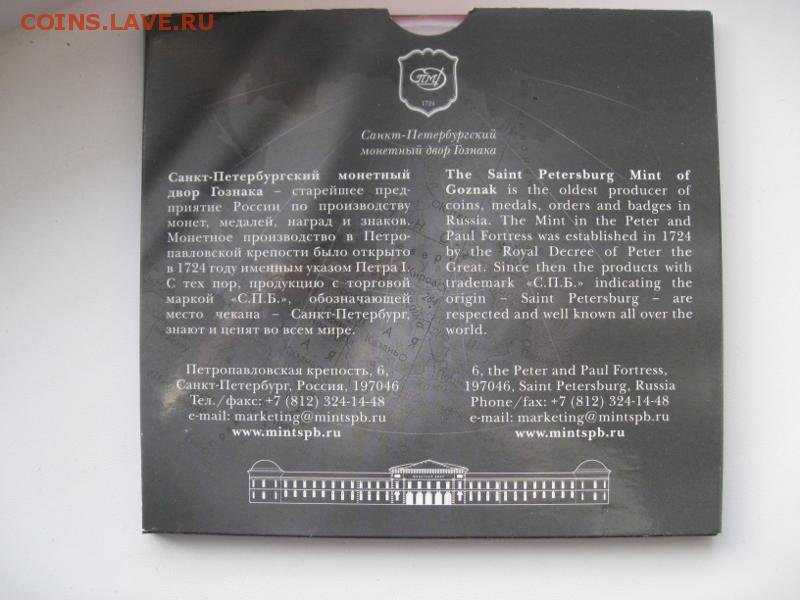 COINS.LAVE.RU
ПМД
1724
Санкт-Петербургский
монетный двор Гознака
Санкт-Петербургский монетный
двор Гознака – старейшее пред-
приятие России по производству
монет, медалей, наград и знаков.
Монетное производство в Петро-
павловской крепости было открыто
в 1724 году именным указом Петра I.
С тех пор, продукцию с торговой
маркой «С.П.Б.», обозначающей
место чекана – Санкт-Петербург,
знают и ценят во всем мире.
Петропавловская крепость, 6,
Санкт-Петербург, Россия, 197046
Тел./факс: +7 (812) 324-14-48
e-mail: marketing@mintspb.ru
www.mintspb.ru
The Saint Petersburg Mint of
Goznak is the oldest producer of
coins, medals, orders and badges in
Russia. The Mint in the Peter and
Paul Fortress was established in 1724
by the Royal Decree of Peter the
Great. Since then the products with
trademark «С.П.Б.» indicating the
origin – Saint Petersburg – are
respected and well known all over the
world.
6, the Peter and Paul Fortress,
197046, Saint Petersburg, Russia
Phone/fax: +7 (812) 324-14-48
e-mail: marketing@mintspb.ru
www.mintspb.ru